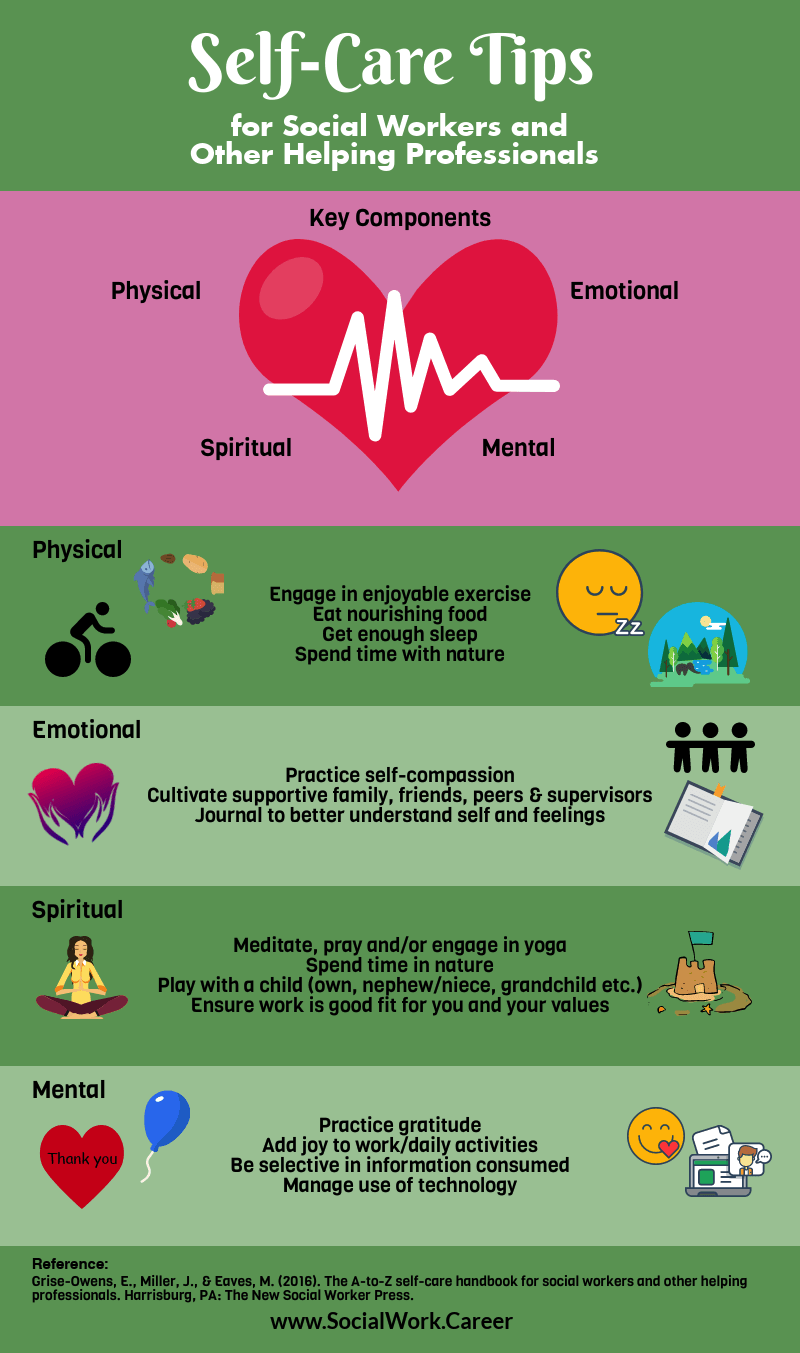 Self-Care Tips
for Social Workers and
Other Helping Professionals
Key Components
Physical
Emotional
Spiritual
Mental
Physical
Engage in enjoyable exercise
Eat nourishing food
Get enough sleep
Spend time with nature
Zz
Emotional
Practice self-compassion
Cultivate supportive family, friends, peers & supervisors
Journal to better understand self and feelings
Spiritual
Meditate, pray and/or engage in yoga
Spend time in nature
Play with a child (own, nephew/niece, grandchild etc.)
Ensure work is good fit for you and your values
Mental
Thank you
Practice gratitude
Add joy to work/daily activities
Be selective in information consumed
Manage use of technology
Reference:
Grise-Owens, E., Miller, J., & Eaves, M. (2016). The A-to-Z self-care handbook for social workers and other helping
professionals. Harrisburg, PA: The New Social Worker Press.
www.SocialWork.Career